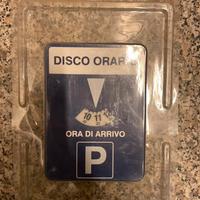 DISCO ORARIO
10 11
ORA DI ARRIVO
P